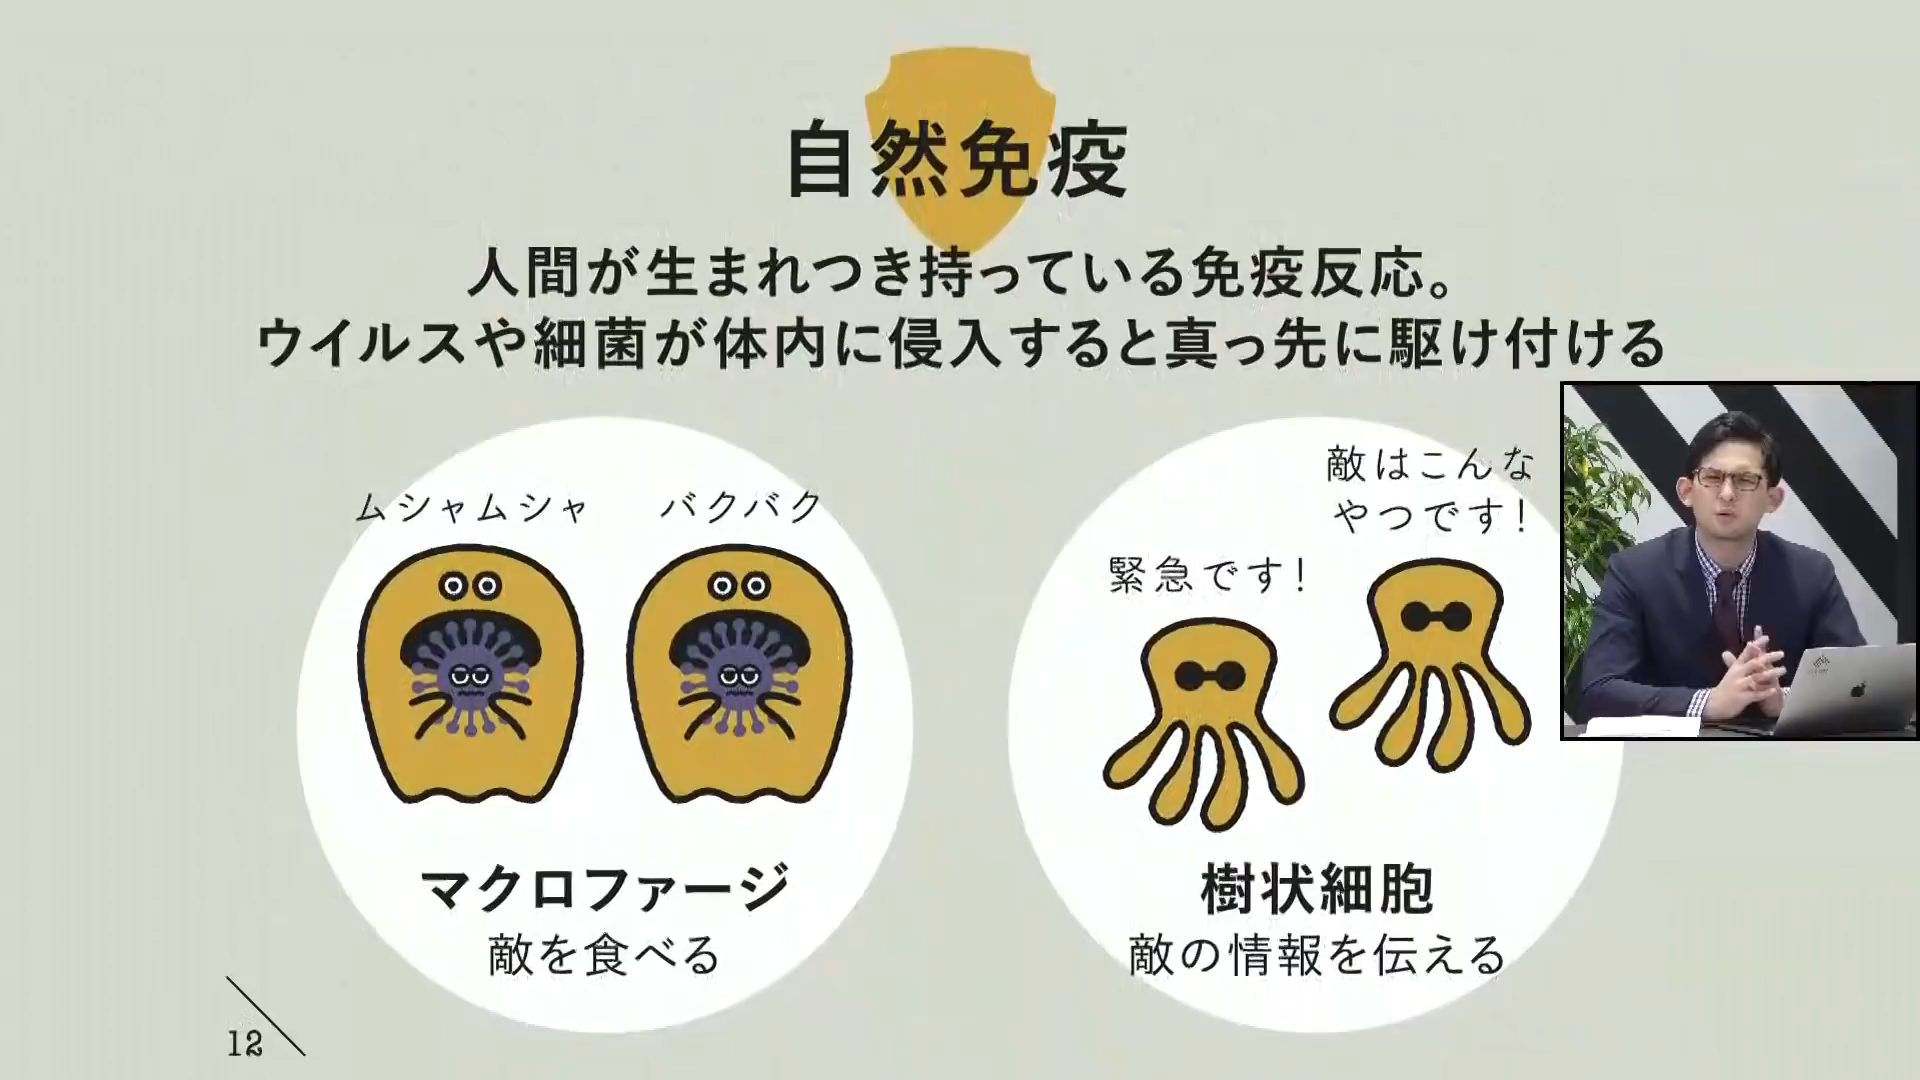 自然免疫
人間が生まれつき持っている免疫反応。
ウイルスや細菌が体内に侵入すると真っ先に駆け付ける
ムシャムシャ
バクバク
マクロファージ
敵を食べる
緊急です!
敵はこんな
やつです!
樹状細胞
敵の情報を伝える
12